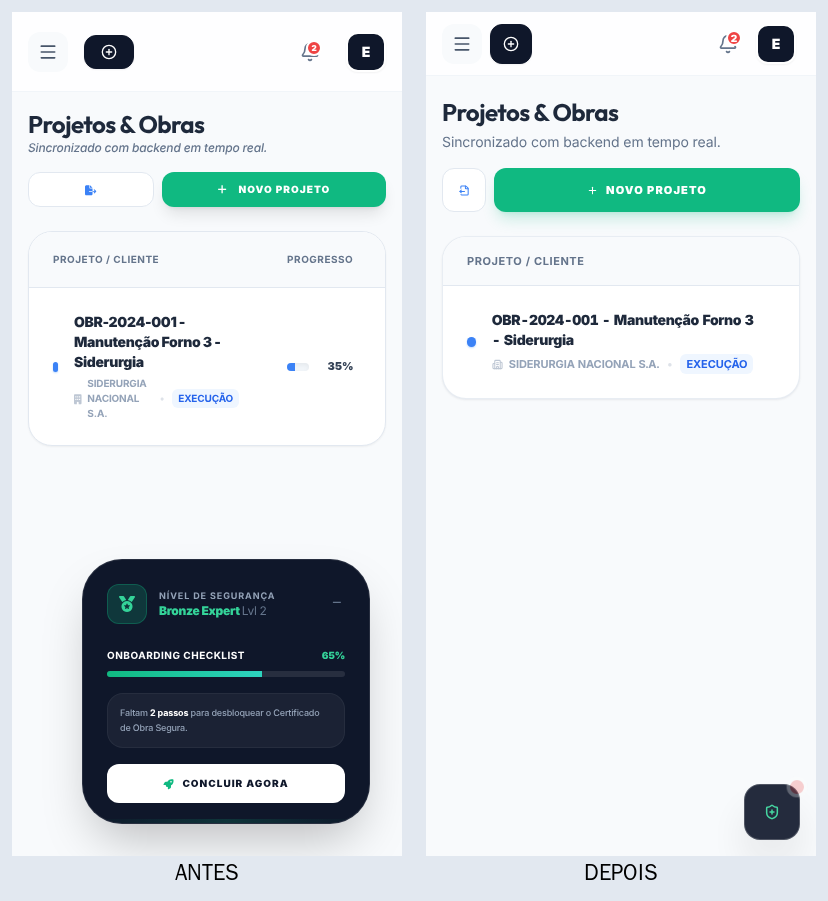 2
E
Projetos & Obras
Sincronizado com backend em tempo real.
+ NOVO PROJETO
PROJETO / CLIENTE PROGRESSO
OBR-2024-001 -
Manutenção Forno 3 -
Siderurgia
SIDERURGIA
NACIONAL
S.A.
• EXECUÇÃO
35%
NÍVEL DE SEGURANÇA
Bronze Expert Lvl 2
ONBOARDING CHECKLIST 65%
Faltam 2 passos para desbloquear o Certificado
de Obra Segura.
CONCLUIR AGORA
ANTES
2
E
Projetos & Obras
Sincronizado com backend em tempo real.
+ NOVO PROJETO
PROJETO / CLIENTE
OBR-2024-001 - Manutenção Forno 3
- Siderurgia
SIDERURGIA NACIONAL S.A. • EXECUÇÃO
DEPOIS